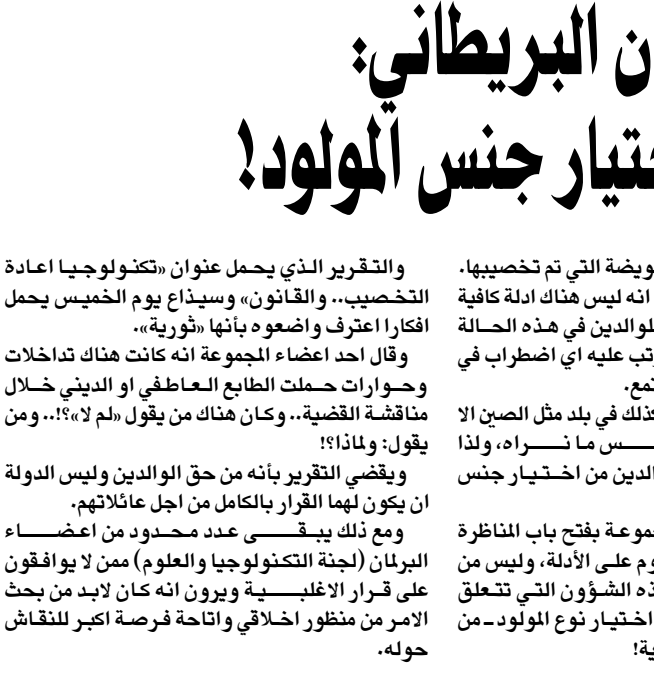 ن البريطاني:
ختيار جنس المولود!
ويضة التي تم تخصيبها.
انه ليس هناك ادلة كافية
لوالدين في هذه الحالة
رتب عليه اي اضطراب في
تمع.
كذلك في بلد مثل الصين الا
س ما نراه، ولذا
الدين من اختيار جنس
موعة بفتح باب المناظرة
وم على الأدلة، وليس من
ذه الشؤون التي تتعلق
اختيار نوع المولود ـ من
ية!
والتقرير الذي يحمل عنوان «تكنولوجيا اعادة
التخصيب.. والقانون» وسيذاع يوم الخميس يحمل
افكارا اعترف واضعوه بأنها «ثورية».
وقال احد اعضاء المجموعة انه كانت هناك تداخلات
وحوارات حملت الطابع العاطفي او الديني خلال
مناقشة القضية.. وكان هناك من يقول «لم لا»؟!.. ومن
يقول: ولماذا؟!
ويقضي التقرير بأنه من حق الوالدين وليس الدولة
ان يكون لهما القرار بالكامل من اجل عائلاتهم.
ومع ذلك يبقى عدد محدود من اعضاء
البرلمان (لجنة التكنولوجيا والعلوم) ممن لا يوافقون
على قرار الاغلبية ويرون انه كان لابد من بحث
الامر من منظور اخلاقي واتاحة فرصة اكبر للنقاش
حوله.